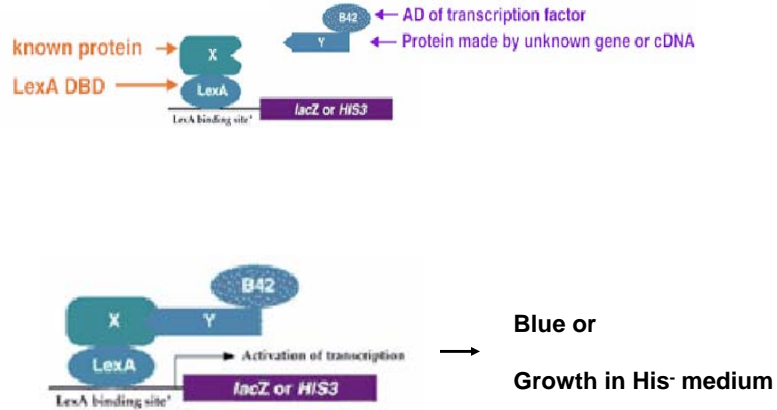 B42
AD of transcription factor
known protein
X
Y
Protein made by unknown gene or cDNA
LexA DBD
LexA
lacZ or HIS3
LexA binding site*
B42
X
Y
Blue or
Activation of transcription
LexA
Growth in His- medium
lacZ or HIS3
LexA binding site*